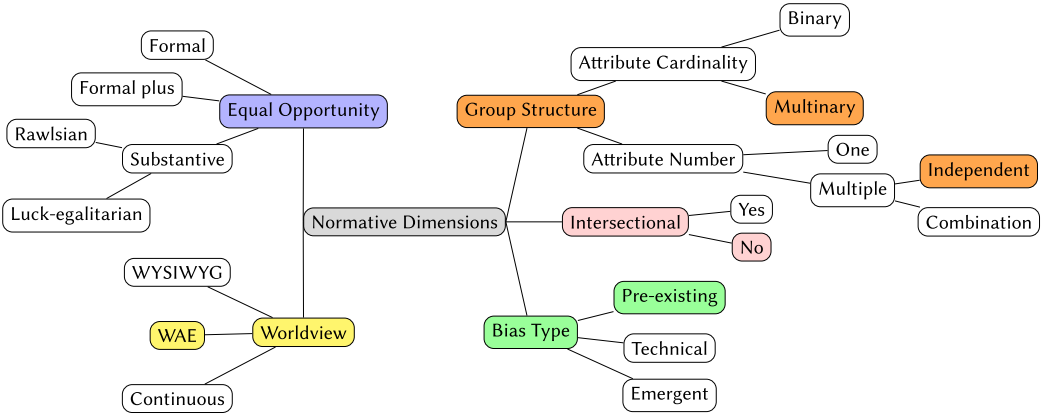 Formal
Formal plus
Equal Opportunity
Rawlsian
Substantive
Luck-egalitarian
Normative Dimensions
WYSIWYG
WAE
Worldview
Continuous
Binary
Attribute Cardinality
Group Structure
Multinary
Attribute Number
One
Multiple
Independent
Combination
Intersectional
Yes
No
Pre-existing
Bias Type
Technical
Emergent